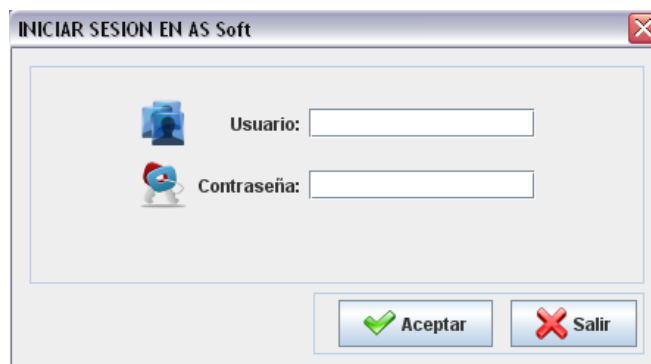 INICIAR SESION EN AS Soft
Usuario:
Contraseña:
Aceptar Salir